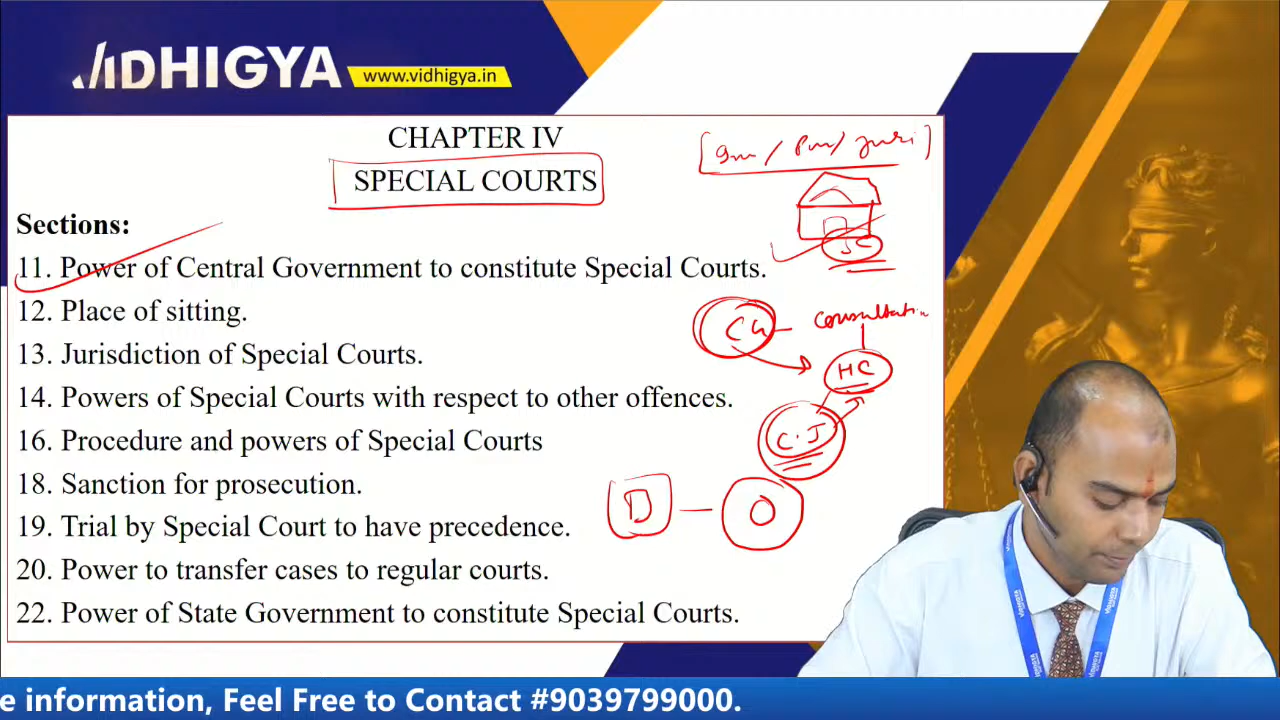 VIDHIGYA
www.vidhigya.in
CHAPTER IV
SPECIAL COURTS
Sections:
11. Power of Central Government to constitute Special Courts.
12. Place of sitting.
13. Jurisdiction of Special Courts.
14. Powers of Special Courts with respect to other offences.
16. Procedure and powers of Special Courts
18. Sanction for prosecution.
19. Trial by Special Court to have precedence.
20. Power to transfer cases to regular courts.
22. Power of State Government to constitute Special Courts.
SC
CG
HC
C.J
D - O
e information, Feel Free to Contact #9039799000.